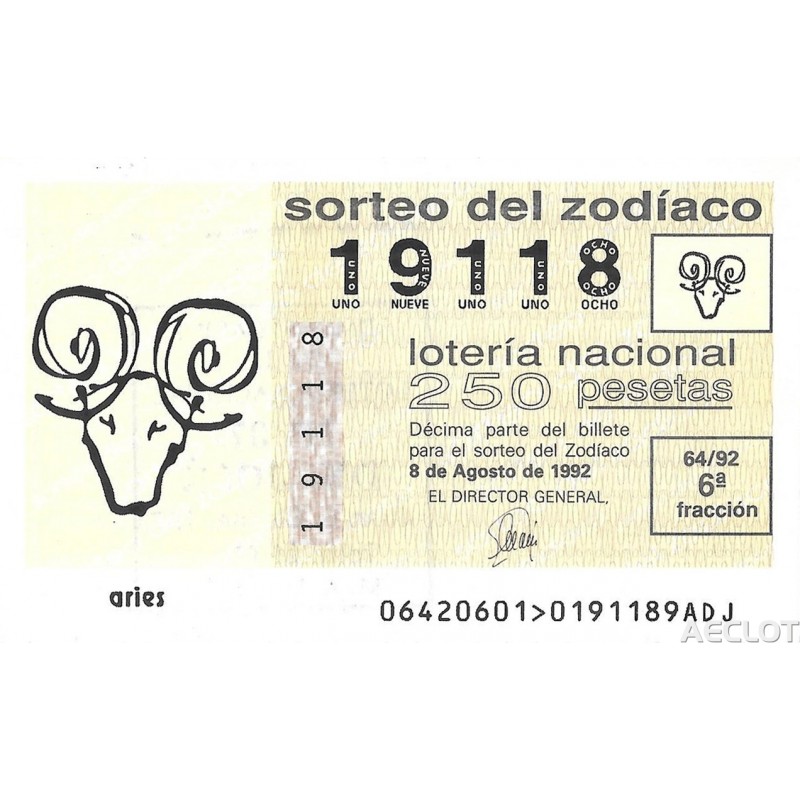 sorteo del zodíaco
19118
UNO NUEVE UNO UNO OCHO
UNO NUEVE UNO UNO OCHO OCHO
19118
lotería nacional
250 pesetas
Décima parte del billete
para el sorteo del Zodíaco
8 de Agosto de 1992
EL DIRECTOR GENERAL,
64/92
6ª
fracción
aries
06420601>0191189ADJ
AECLOT.